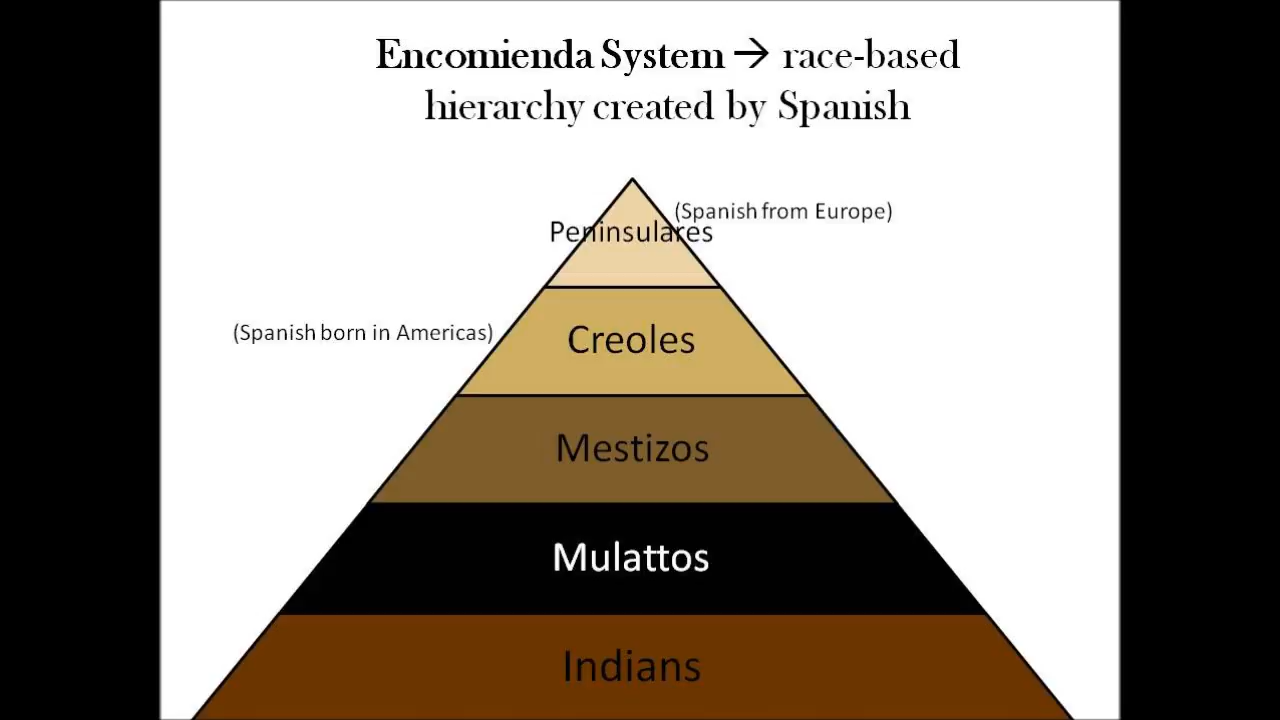 Encomienda System → race-based
hierarchy created by Spanish
(Spanish from Europe)
Peninsulares
(Spanish born in Americas)
Creoles
Mestizos
Mulattos
Indians